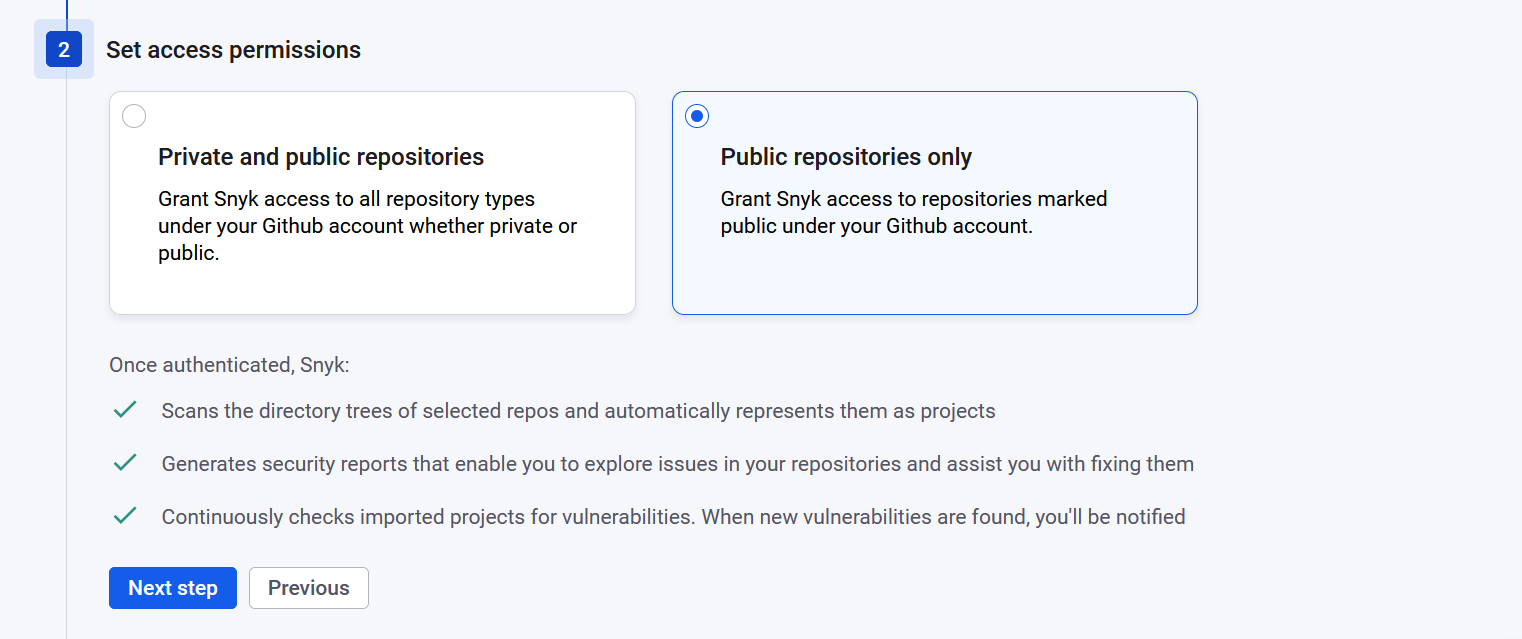 2
Set access permissions
Private and public repositories
Grant Snyk access to all repository types
under your Github account whether private or
public.
Public repositories only
Grant Snyk access to repositories marked
public under your Github account.
Once authenticated, Snyk:
Scans the directory trees of selected repos and automatically represents them as projects
Generates security reports that enable you to explore issues in your repositories and assist you with fixing them
Continuously checks imported projects for vulnerabilities. When new vulnerabilities are found, you'll be notified
Next step
Previous